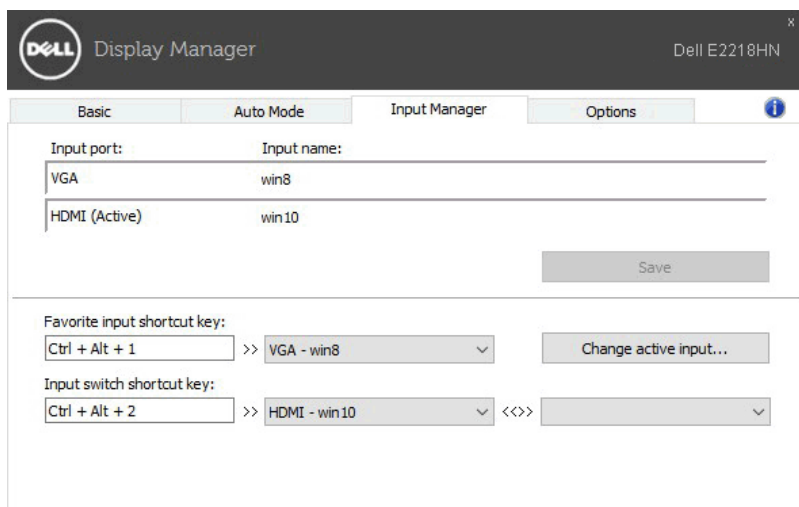 x
DELL Display Manager Dell E2218HN
Basic Auto Mode Input Manager Options i
Input port: Input name:
VGA win8
HDMI (Active) win10
Save
Favorite input shortcut key:
Ctrl + Alt + 1 >> VGA - win8 Change active input...
Input switch shortcut key:
Ctrl + Alt + 2 >> HDMI - win10 <<>>